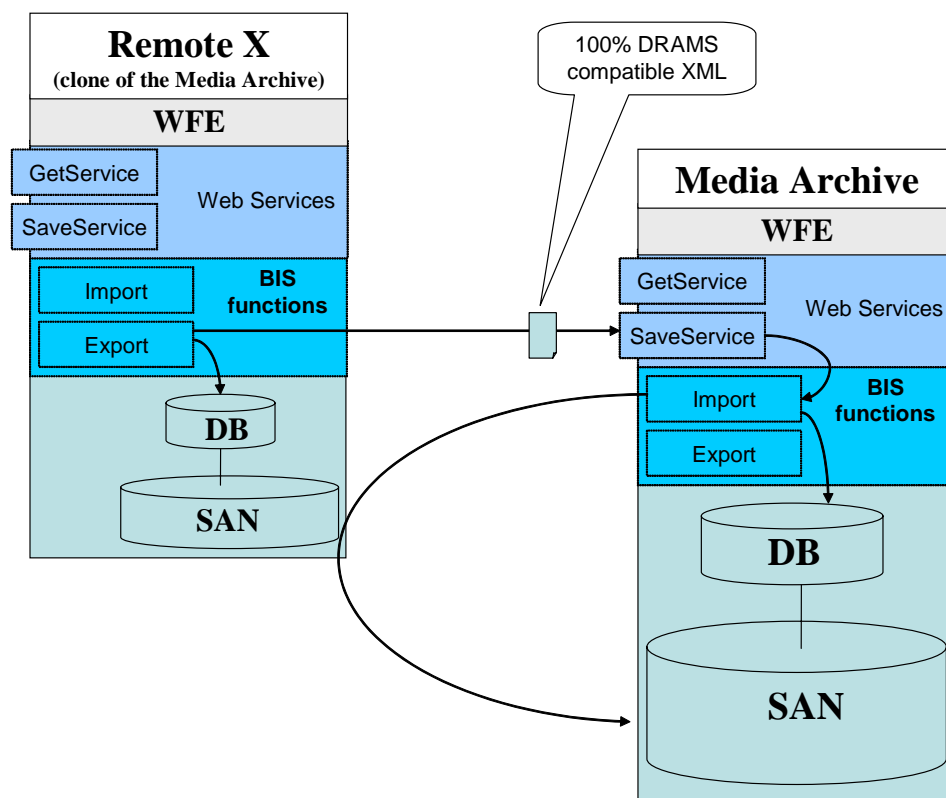 Remote X
(clone of the Media Archive)
WFE
GetService
Web Services
SaveService
Import
BIS
functions
Export
DB
SAN
100% DRAMS
compatible XML
Media Archive
WFE
GetService
Web Services
SaveService
Import
BIS
functions
Export
DB
SAN